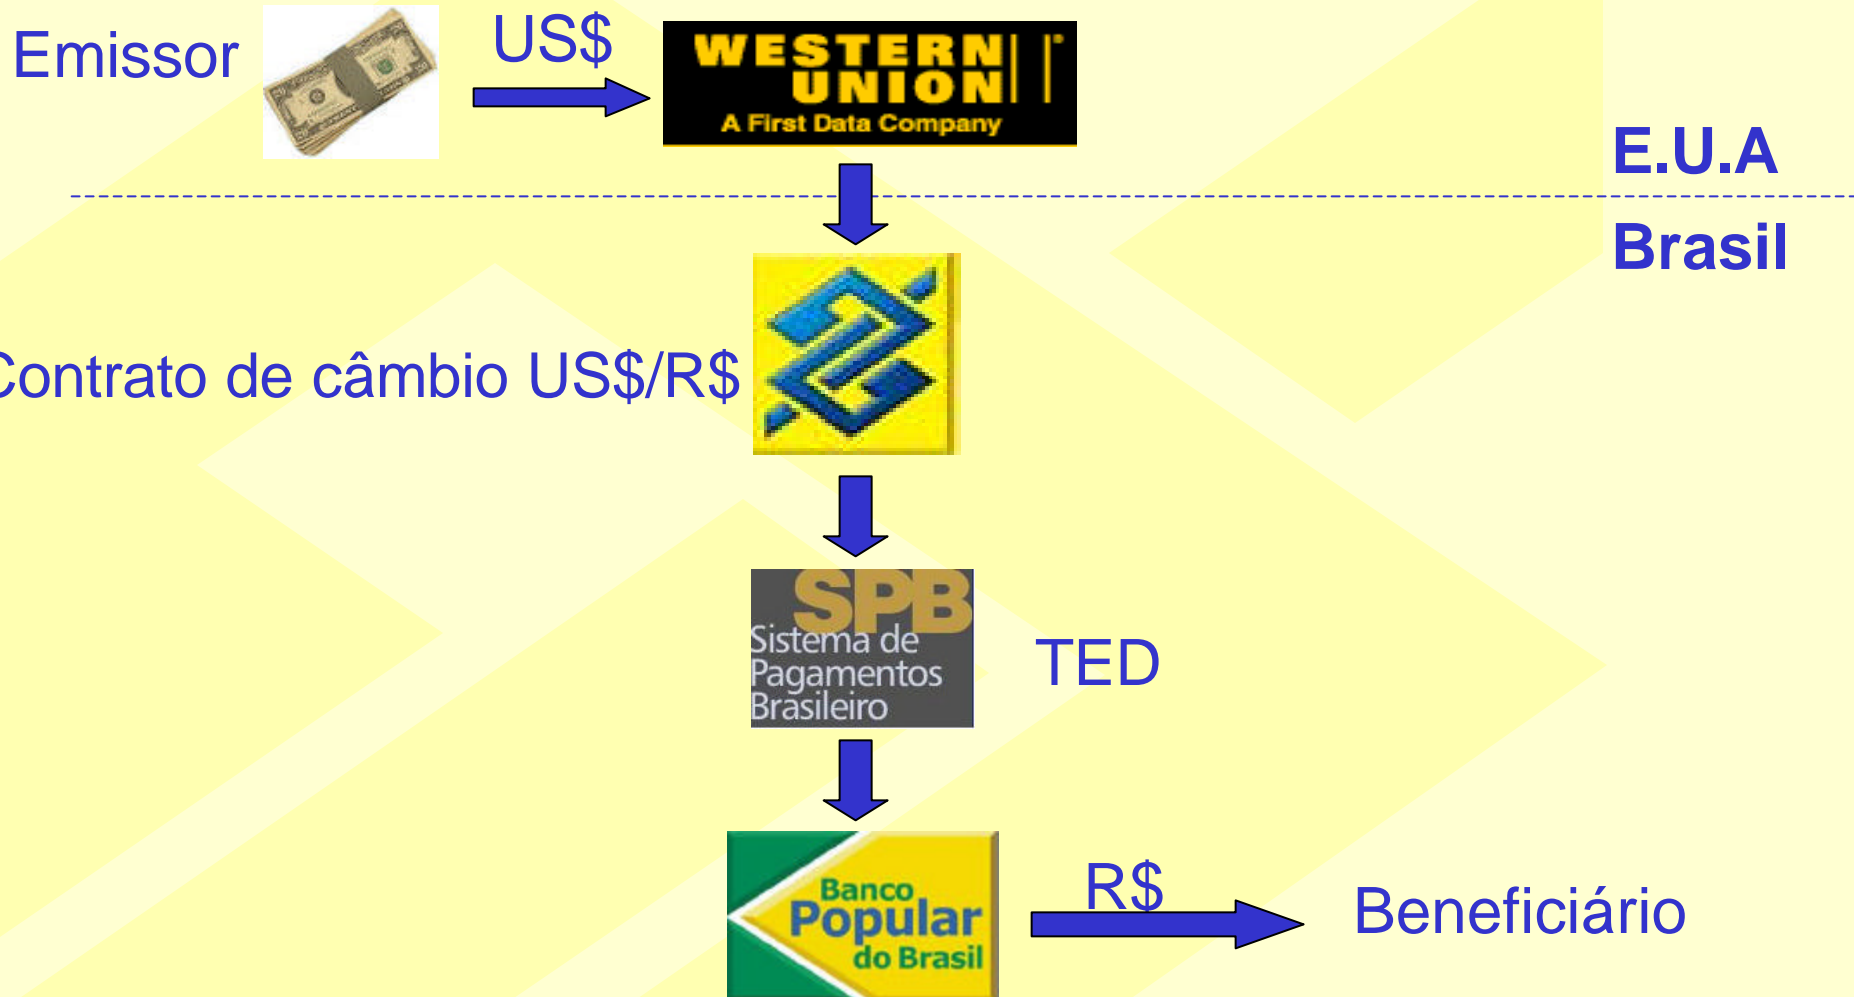 Emissor
US$
WESTERN
UNION
A First Data Company
E.U.A
Brasil
Contrato de câmbio US$/R$
SPB
Sistema de
Pagamentos
Brasileiro
TED
Banco
Popular
do Brasil
R$
Beneficiário